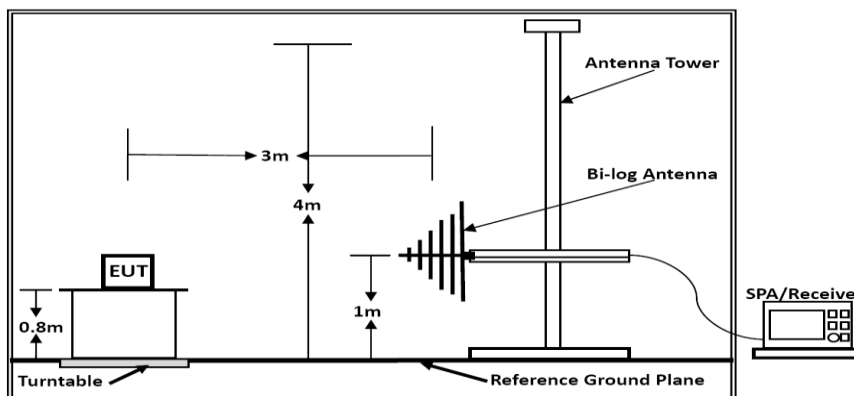 Antenna Tower
3m
Bi-log Antenna
4m
EUT
SPA/Receive
0.8m
1m
Turntable
Reference Ground Plane